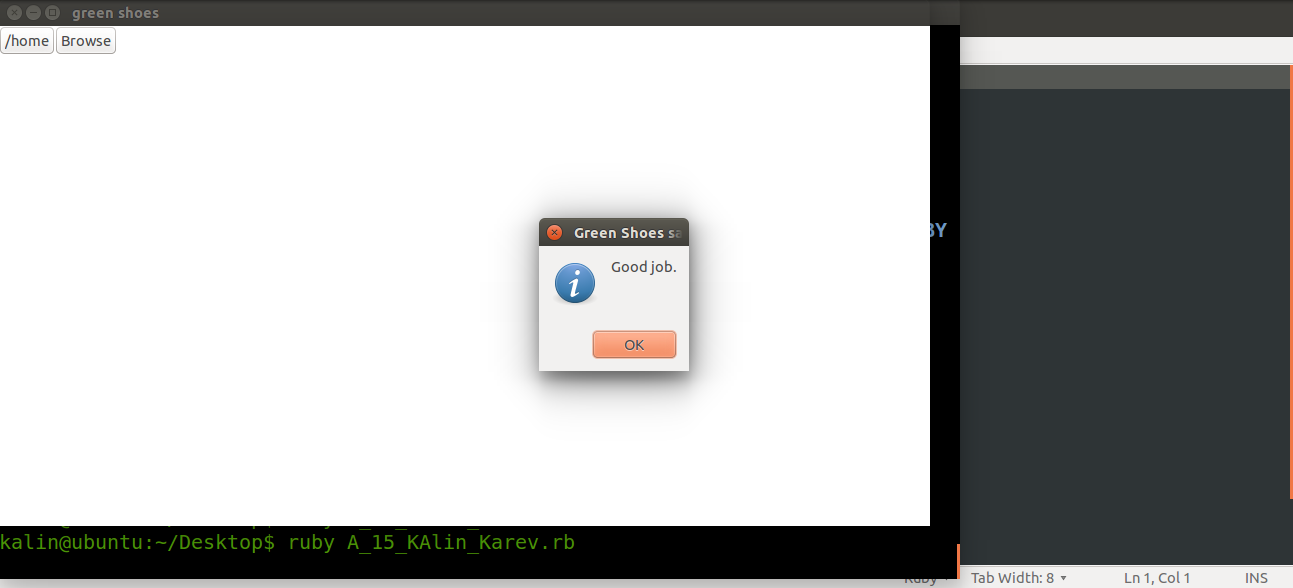 green shoes
/home Browse
BY
Green Shoes sa
Good job.
OK
kalin@ubuntu:~/Desktop$ ruby A_15_KAlin_Karev.rb
Ruby Tab Width: 8 Ln 1, Col 1 INS